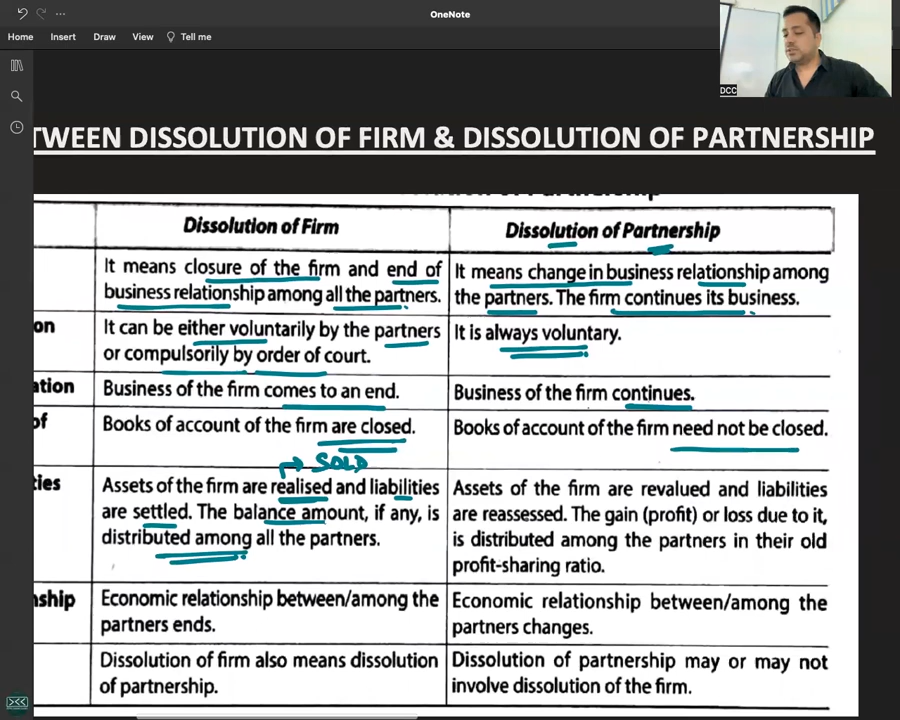 OneNote
Home Insert Draw View Tell me
DCC
TWEEN DISSOLUTION OF FIRM & DISSOLUTION OF PARTNERSHIP
Dissolution of Firm
Dissolution of Partnership
It means closure of the firm and end of
business relationship among all the partners.
It means change in business relationship among
the partners. The firm continues its business.
on
It can be either voluntarily by the partners
or compulsorily by order of court.
It is always voluntary.
ation
Business of the firm comes to an end.
Business of the firm continues.
of
Books of account of the firm are closed.
Books of account of the firm need not be closed.
SOLD
ties
Assets of the firm are realised and liabilities
are settled. The balance amount, if any, is
distributed among all the partners.
Assets of the firm are revalued and liabilities
are reassessed. The gain (profit) or loss due to it,
is distributed among the partners in their old
profit-sharing ratio.
nship
Economic relationship between/among the
partners ends.
Economic relationship between/among the
partners changes.
Dissolution of firm also means dissolution
of partnership.
Dissolution of partnership may or may not
involve dissolution of the firm.